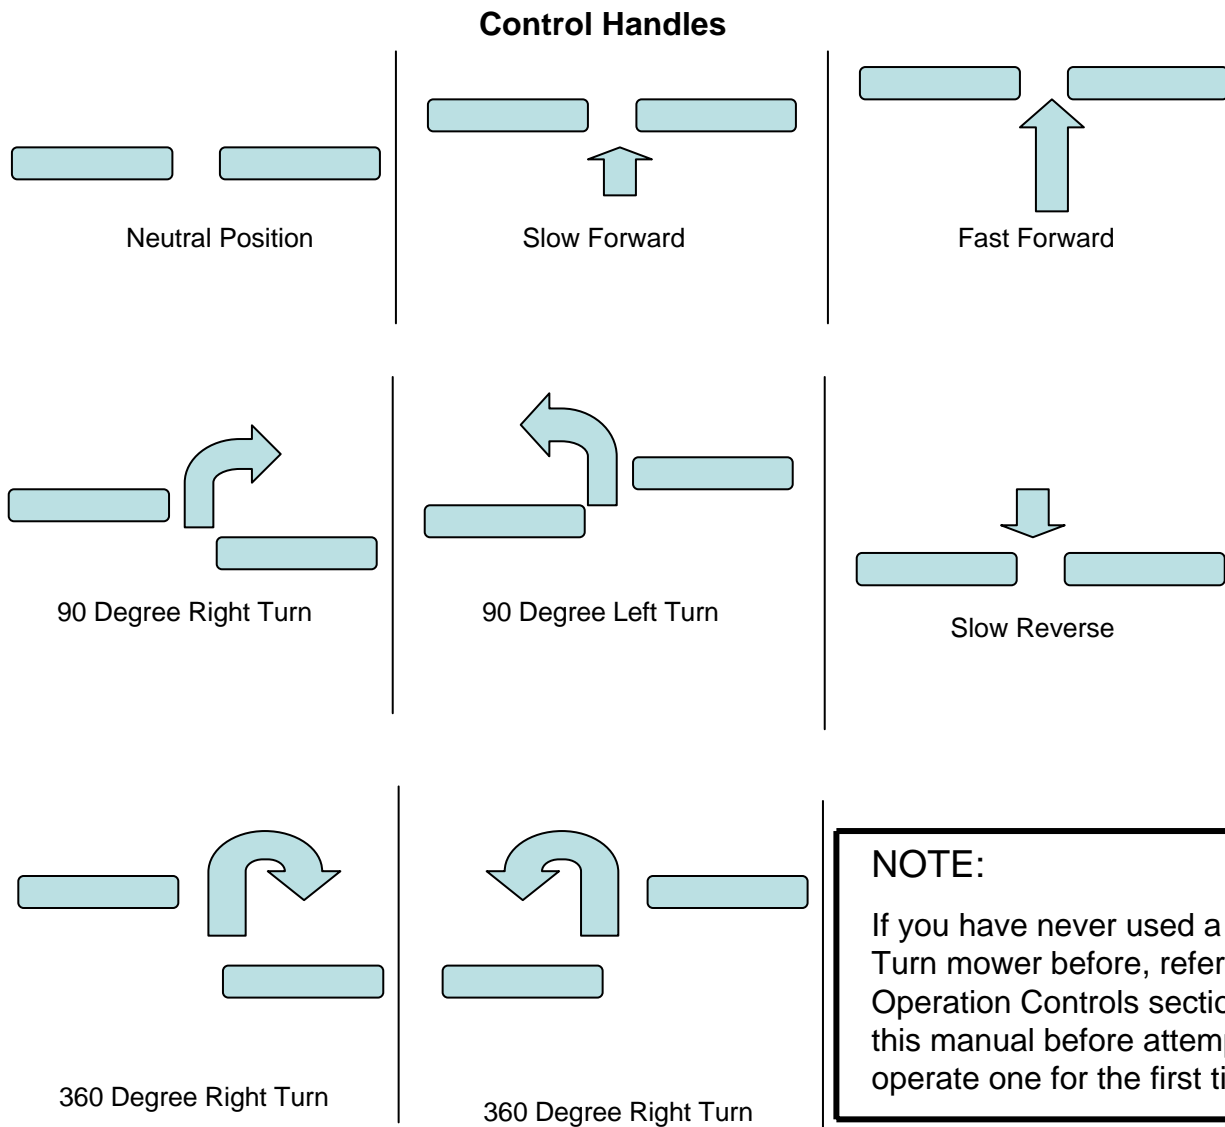 Control Handles
Neutral Position
Slow Forward
Fast Forward
90 Degree Right Turn
90 Degree Left Turn
Slow Reverse
360 Degree Right Turn
360 Degree Right Turn
NOTE:
If you have never used a
Turn mower before, refer
Operation Controls
this manual before
operate one for the first